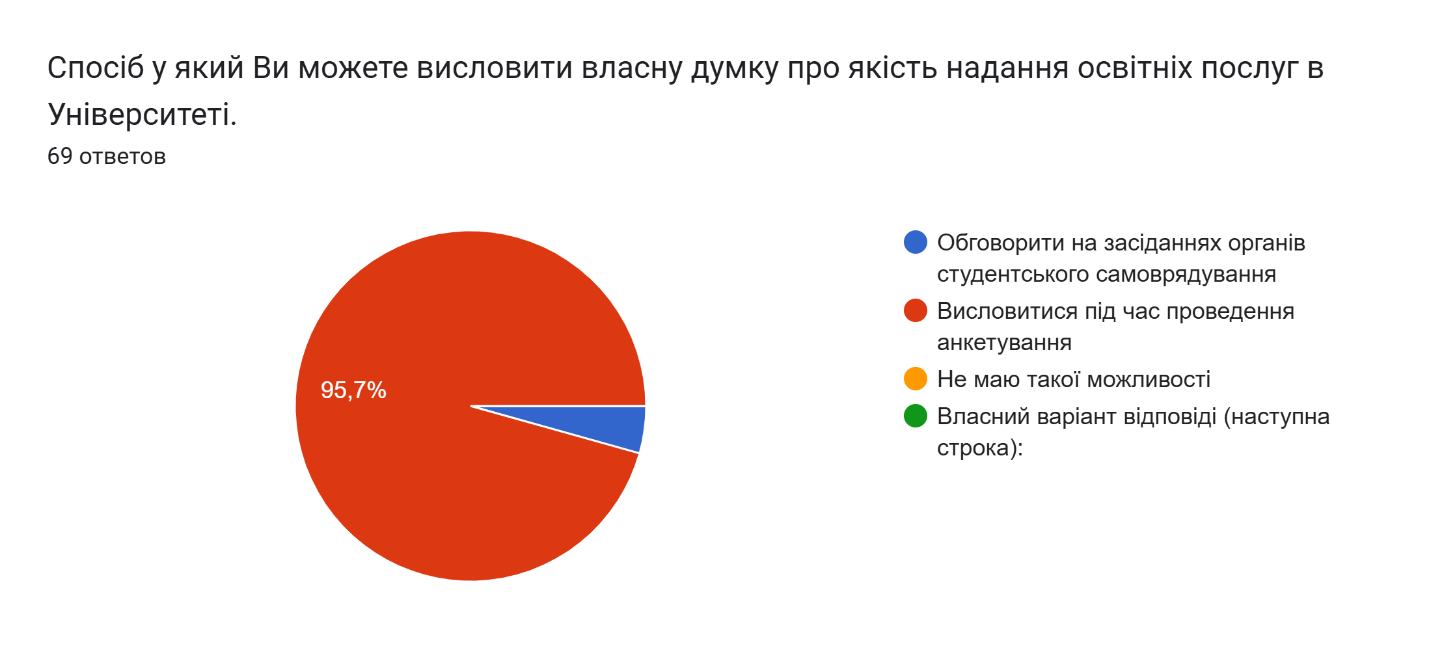 Спосіб у який Ви можете висловити власну думку про якість надання освітніх послуг в
Університеті.
69 ответов
95,7%
Обговорити на засіданнях органів
студентського самоврядування
Висловитися під час проведення
анкетування
Не маю такої можливості
Власний варіант відповіді (наступна
строка):